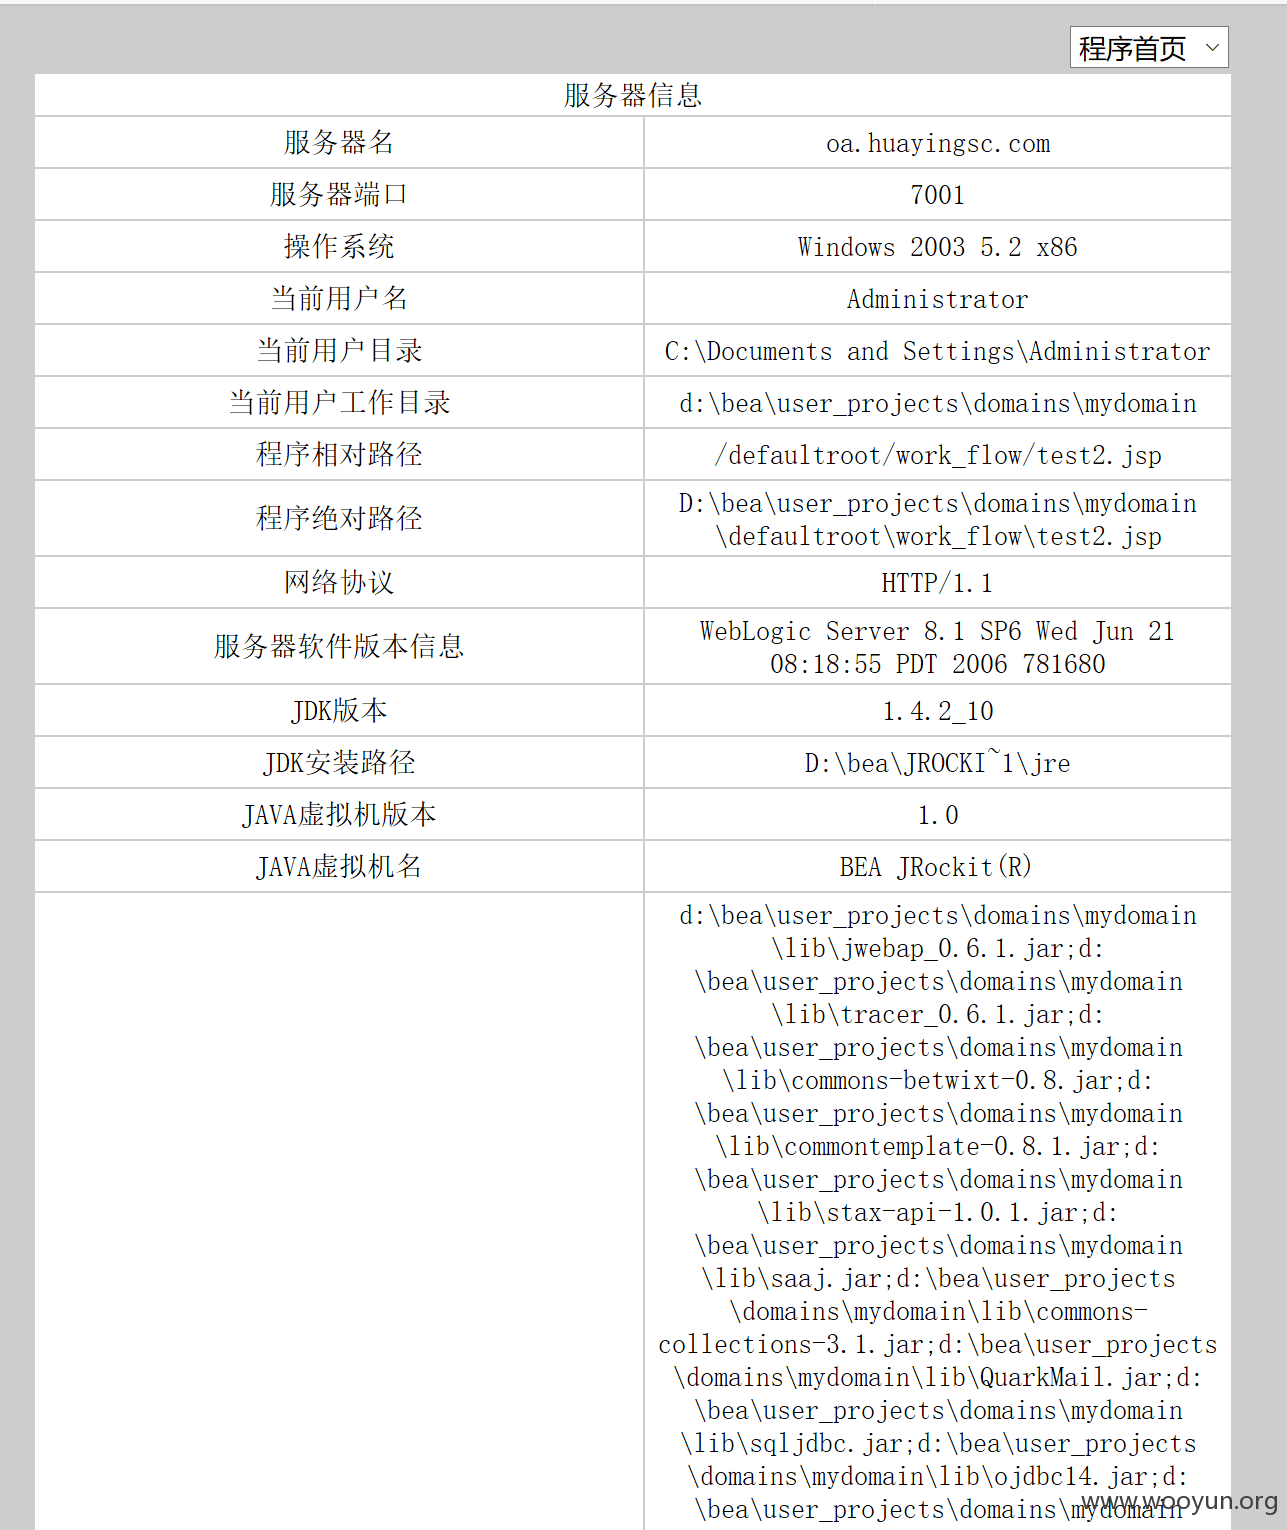 程序首页
服务器信息
服务器名 oa.huayingsc.com
服务器端口 7001
操作系统 Windows 2003 5.2 x86
当前用户名 Administrator
当前用户目录 C:\Documents and Settings\Administrator
当前用户工作目录 d:\bea\user_projects\domains\mydomain
程序相对路径 /defaultroot/work_flow/test2.jsp
程序绝对路径 D:\bea\user_projects\domains\mydomain
\defaultroot\work_flow\test2.jsp
网络协议 HTTP/1.1
服务器软件版本信息 WebLogic Server 8.1 SP6 Wed Jun 21
08:18:55 PDT 2006 781680
JDK版本 1.4.2_10
JDK安装路径 D:\bea\JROCKI~1\jre
JAVA虚拟机版本 1.0
JAVA虚拟机名 BEA JRockit(R)
d:\bea\user_projects\domains\mydomain
\lib\jwebap_0.6.1.jar;d:
\bea\user_projects\domains\mydomain
\lib\tracer_0.6.1.jar;d:
\bea\user_projects\domains\mydomain
\lib\commons-betwixt-0.8.jar;d:
\bea\user_projects\domains\mydomain
\lib\commontemplate-0.8.1.jar;d:
\bea\user_projects\domains\mydomain
\lib\stax-api-1.0.1.jar;d:
\bea\user_projects\domains\mydomain
\lib\saaj.jar;d:\bea\user_projects
\domains\mydomain\lib\commons-
collections-3.1.jar;d:\bea\user_projects
\domains\mydomain\lib\QuarkMail.jar;d:
\bea\user_projects\domains\mydomain
\lib\sqljdbc.jar;d:\bea\user_projects
\domains\mydomain\lib\ojdbc14.jar;d:
\bea\user_projects\domains\mydomain
www.wooyun.org